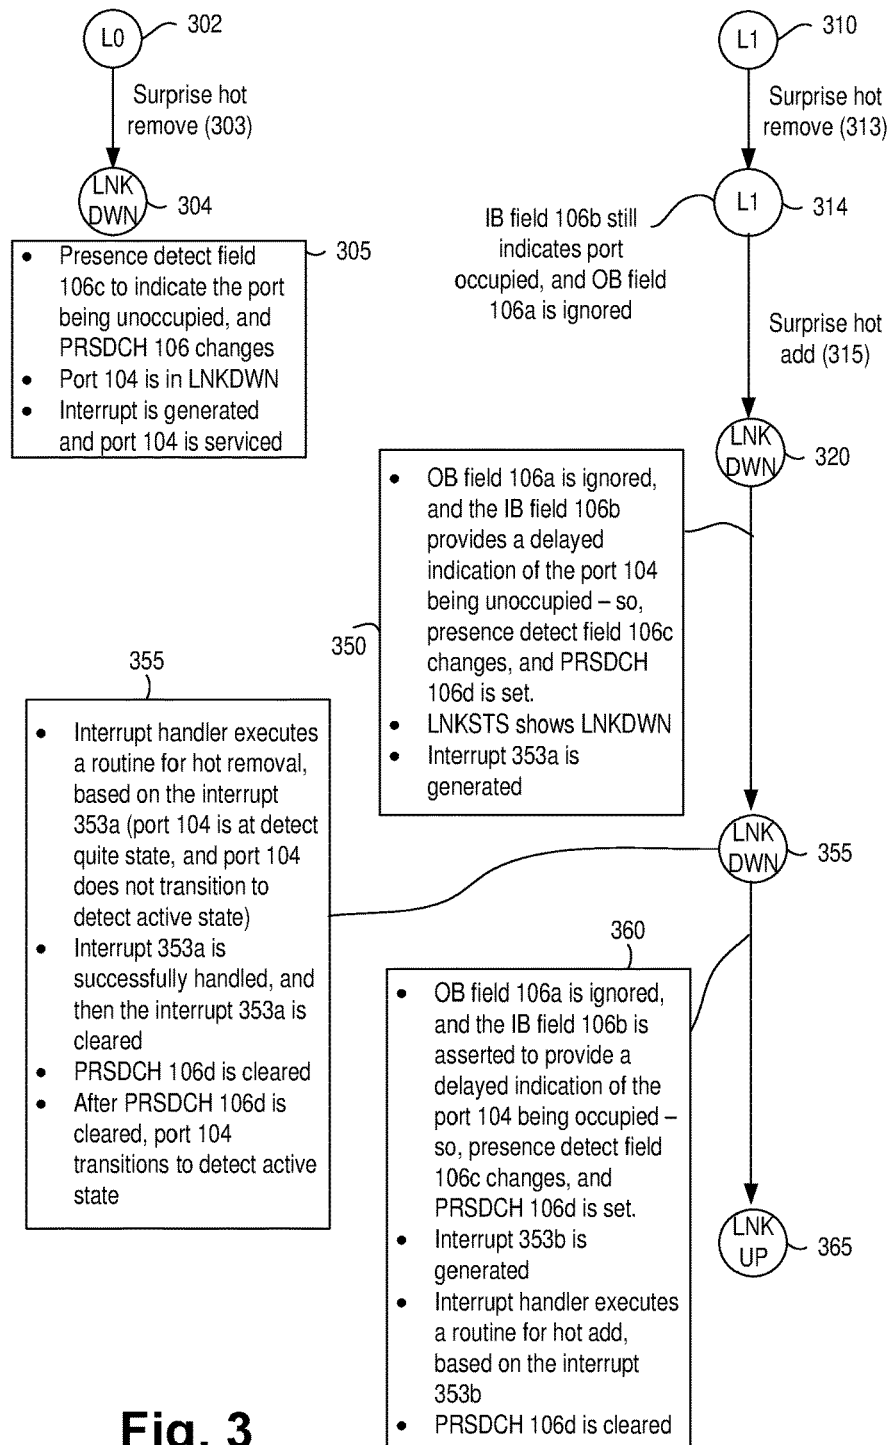 L0
302
Surprise hot
remove (303)
LNK
DWN
304
305
• Presence detect field
106c to indicate the port
being unoccupied, and
PRSDCH 106 changes
• Port 104 is in LNKDWN
• Interrupt is generated
and port 104 is serviced
L1
310
Surprise hot
remove (313)
L1
314
IB field 106b still
indicates port
occupied, and OB field
106a is ignored
Surprise hot
add (315)
LNK
DWN
320
350
• OB field 106a is ignored,
and the IB field 106b
provides a delayed
indication of the port 104
being unoccupied – so,
presence detect field 106c
changes, and PRSDCH
106d is set.
• LNKSTS shows LNKDWN
• Interrupt 353a is
generated
LNK
DWN
355
355
• Interrupt handler executes
a routine for hot removal,
based on the interrupt
353a (port 104 is at detect
quite state, and port 104
does not transition to
detect active state)
• Interrupt 353a is
successfully handled, and
then the interrupt 353a is
cleared
• PRSDCH 106d is cleared
• After PRSDCH 106d is
cleared, port 104
transitions to detect active
state
360
• OB field 106a is ignored,
and the IB field 106b is
asserted to provide a
delayed indication of the
port 104 being occupied –
so, presence detect field
106c changes, and
PRSDCH 106d is set.
• Interrupt 353b is
generated
• Interrupt handler executes
a routine for hot add,
based on the interrupt
353b
• PRSDCH 106d is cleared
LNK
UP
365
Fig. 3